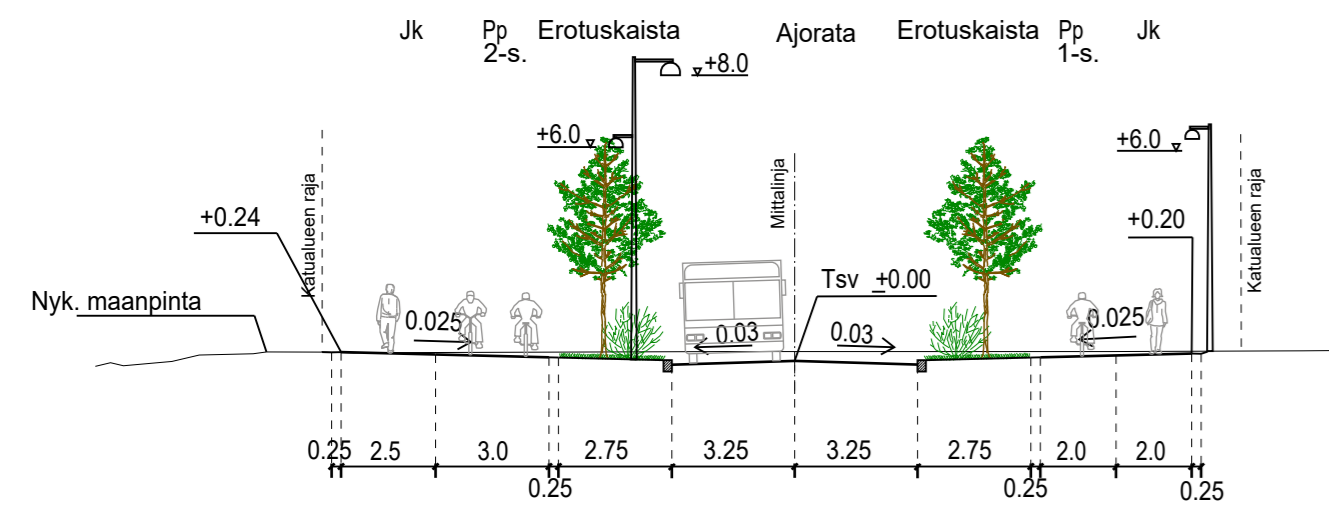 Jk
Pp
2-s.
Erotuskaista
Ajorata
Erotuskaista
Pp
1-s.
Jk
+8.0
+6.0
+6.0
Katualueen raja
Mittalinja
Katualueen raja
+0.24
+0.20
Nyk. maanpinta
Tsv ±0.00
0.025
0.03
0.03
0.025
0.25 2.5 3.0 2.75 3.25 3.25 2.75 2.0 2.0
0.25 0.25 0.25